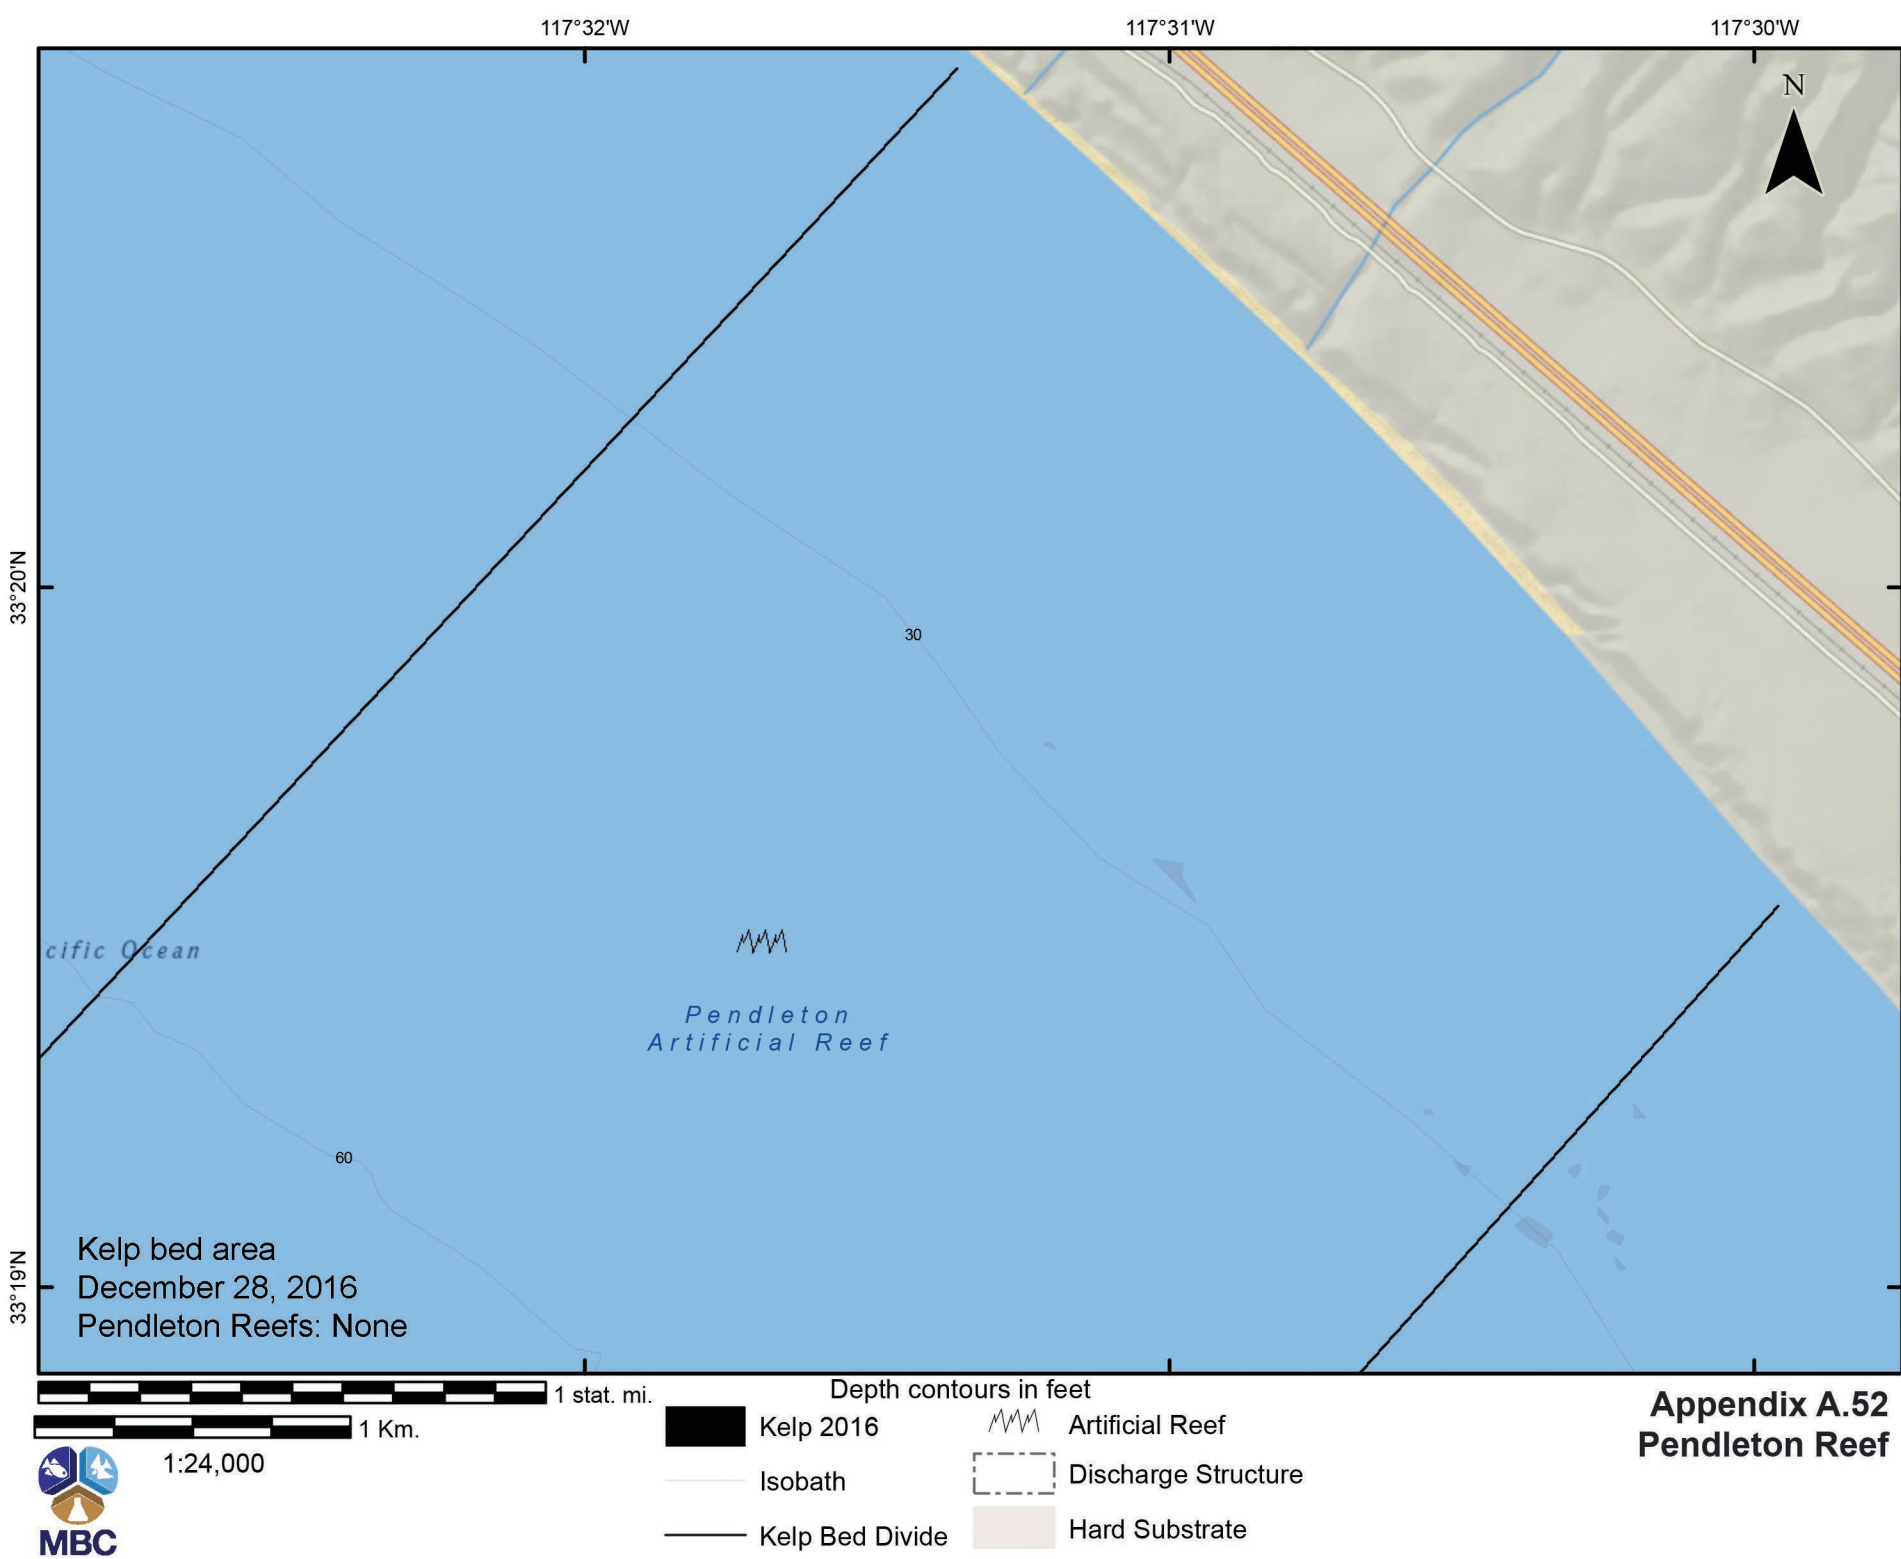 117°32'W
117°31'W
117°30'W
N
33°20'N
30
cific Ocean
Pendleton
Artificial Reef
60
33°19'N
Kelp bed area
December 28, 2016
Pendleton Reefs: None
1 stat. mi.
1 Km.
1:24,000
MBC
Depth contours in feet
Kelp 2016
Isobath
Kelp Bed Divide
Artificial Reef
Discharge Structure
Hard Substrate
Appendix A.52
Pendleton Reef